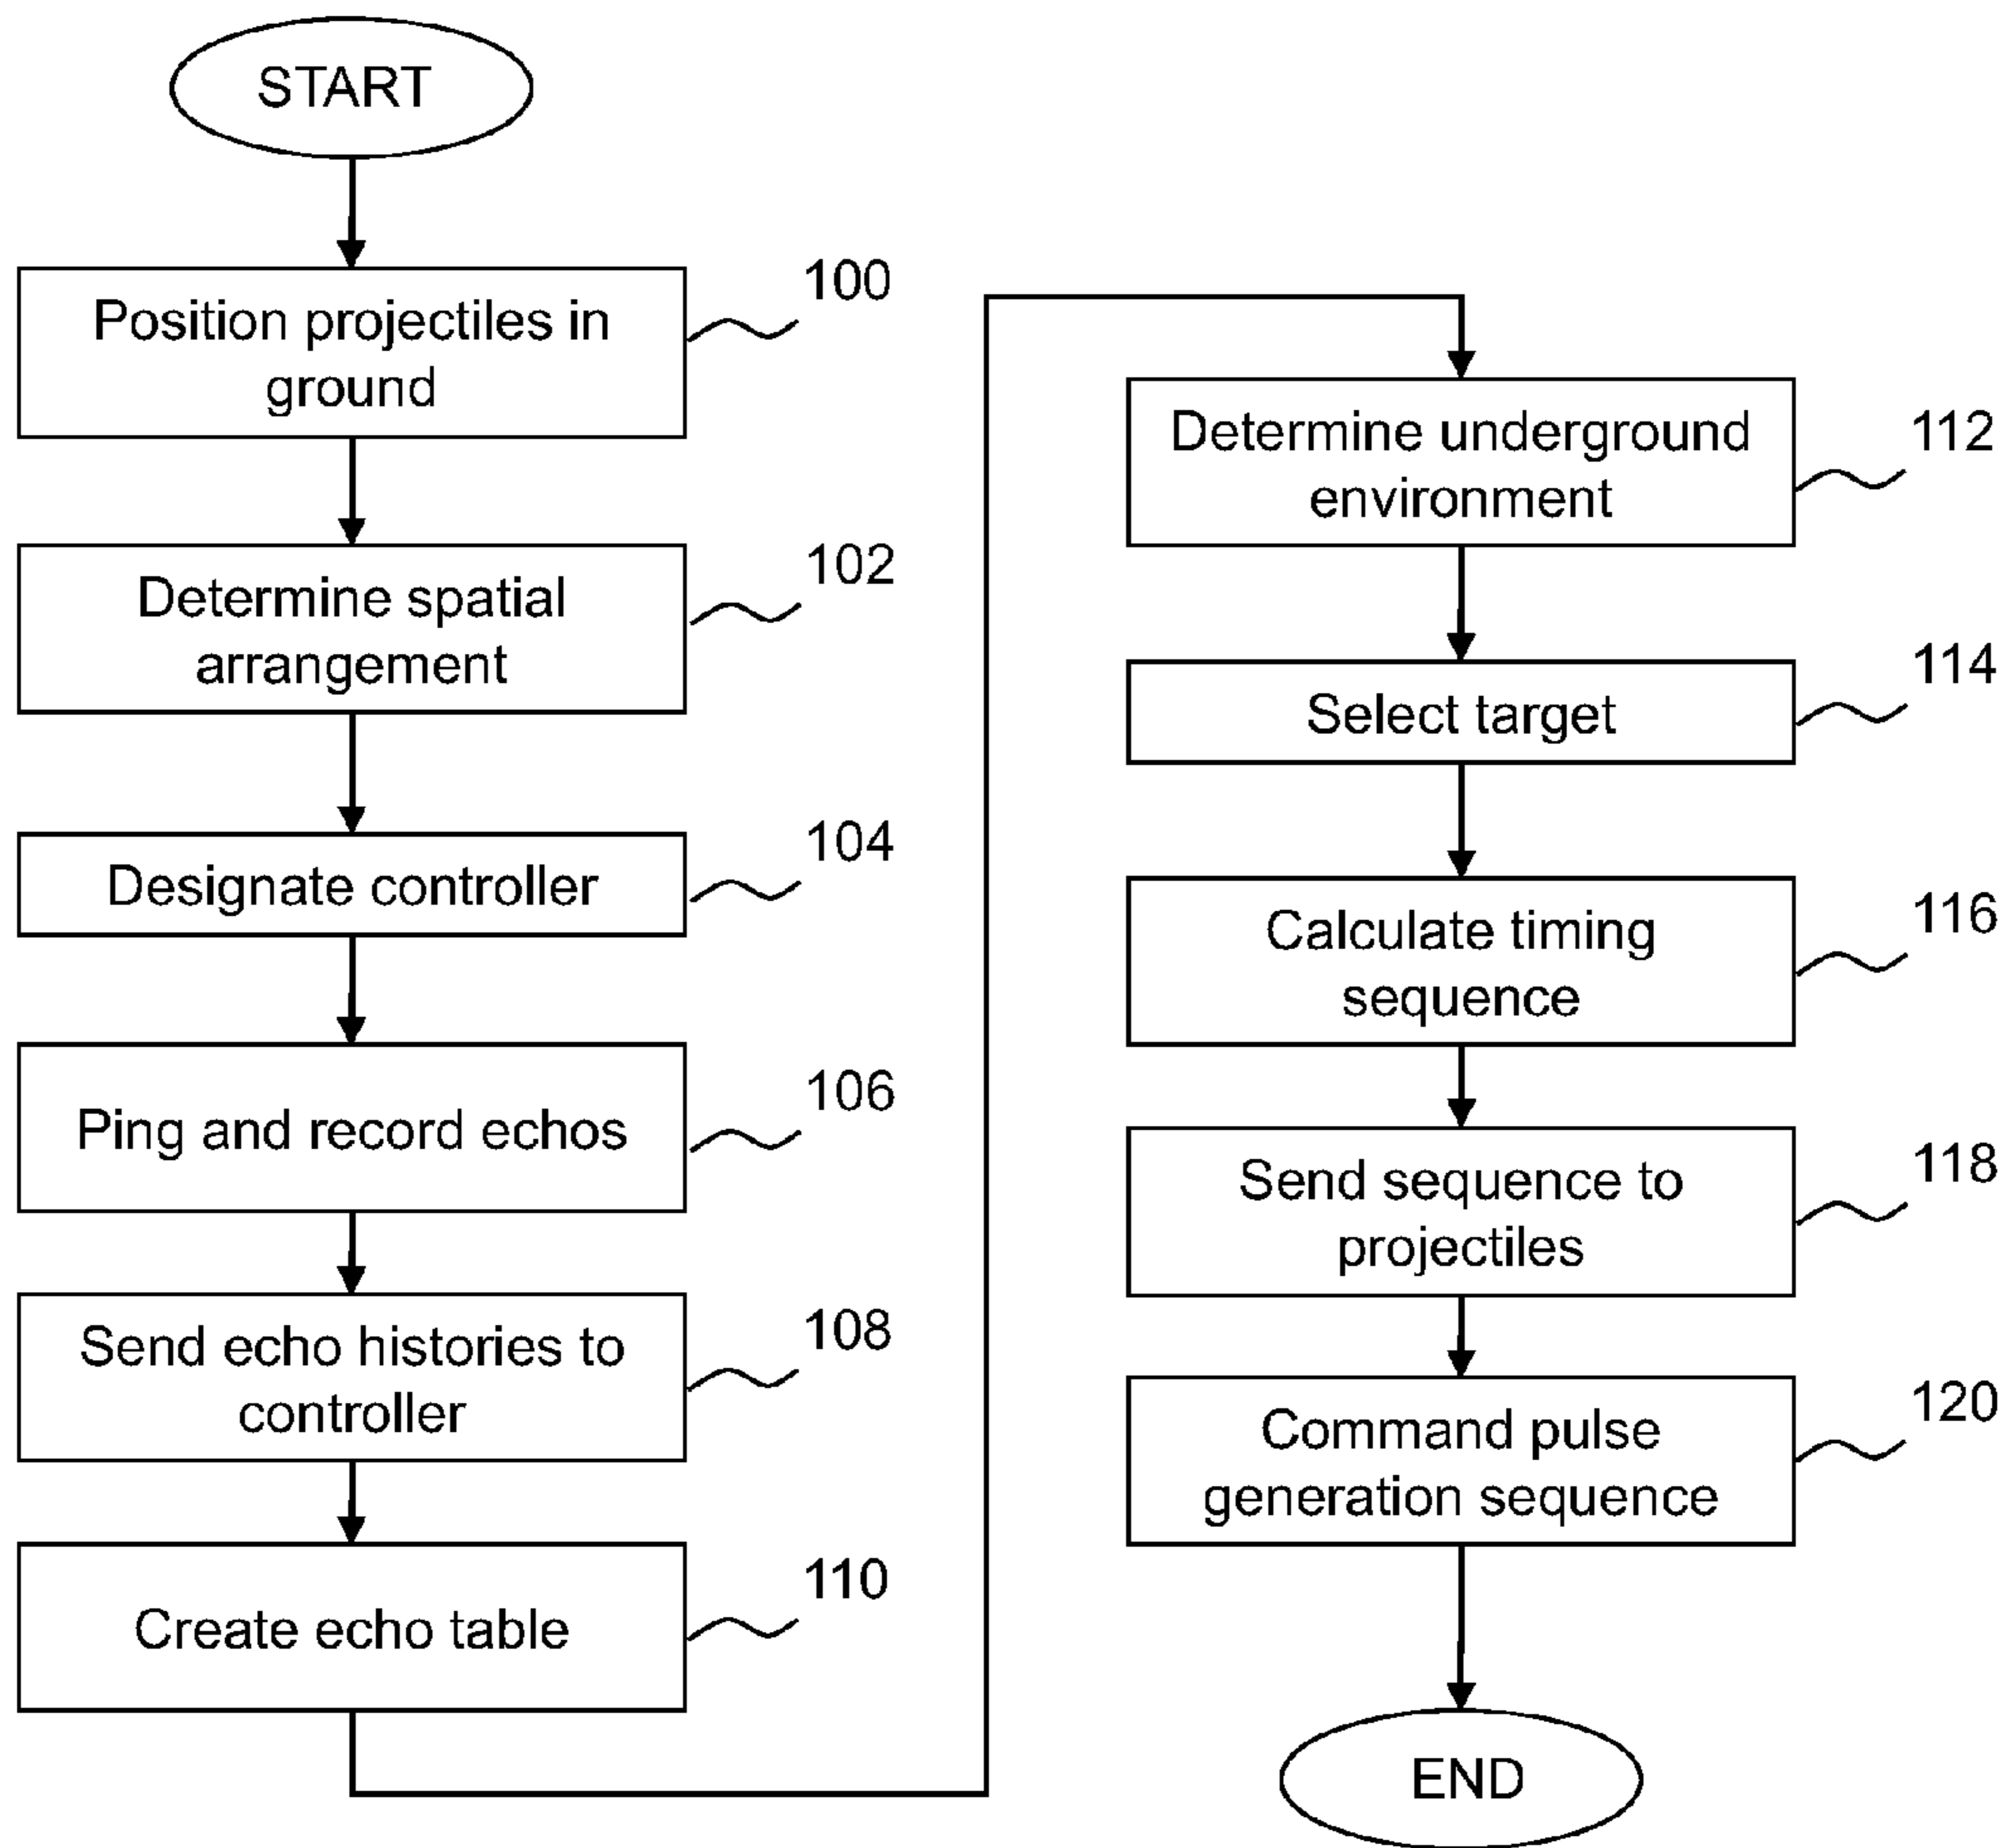 START
Position projectiles in
ground
100
Determine spatial
arrangement
102
Designate controller
104
Ping and record echos
106
Send echo histories to
controller
108
Create echo table
110
Determine underground
environment
112
Select target
114
Calculate timing
sequence
116
Send sequence to
projectiles
118
Command pulse
generation sequence
120
END